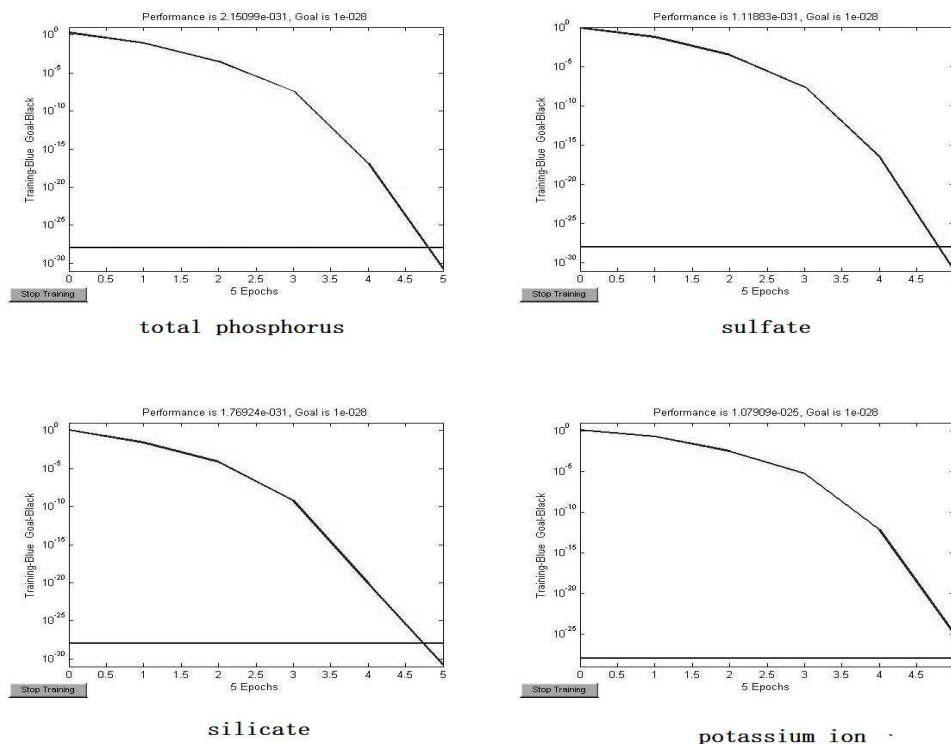 Performance is 2.15099e-031, Goal is 1e-028
Training-Blue Goal-Black
10^0
10^-5
10^-10
10^-15
10^-20
10^-25
10^-30
0 0.5 1 1.5 2 2.5 3 3.5 4 4.5 5
5 Epochs
Stop Training
total phosphorus
Performance is 1.11883e-031, Goal is 1e-028
Training-Blue Goal-Black
10^0
10^-5
10^-10
10^-15
10^-20
10^-25
10^-30
0 0.5 1 1.5 2 2.5 3 3.5 4 4.5
5 Epochs
Stop Training
sulfate
Performance is 1.76924e-031, Goal is 1e-028
Training-Blue Goal-Black
10^0
10^-5
10^-10
10^-15
10^-20
10^-25
10^-30
0 0.5 1 1.5 2 2.5 3 3.5 4 4.5 5
5 Epochs
Stop Training
silicate
Performance is 1.07909e-025, Goal is 1e-028
Training-Blue Goal-Black
10^0
10^-5
10^-10
10^-15
10^-20
10^-25
0 0.5 1 1.5 2 2.5 3 3.5 4 4.5
5 Epochs
Stop Training
potassium ion